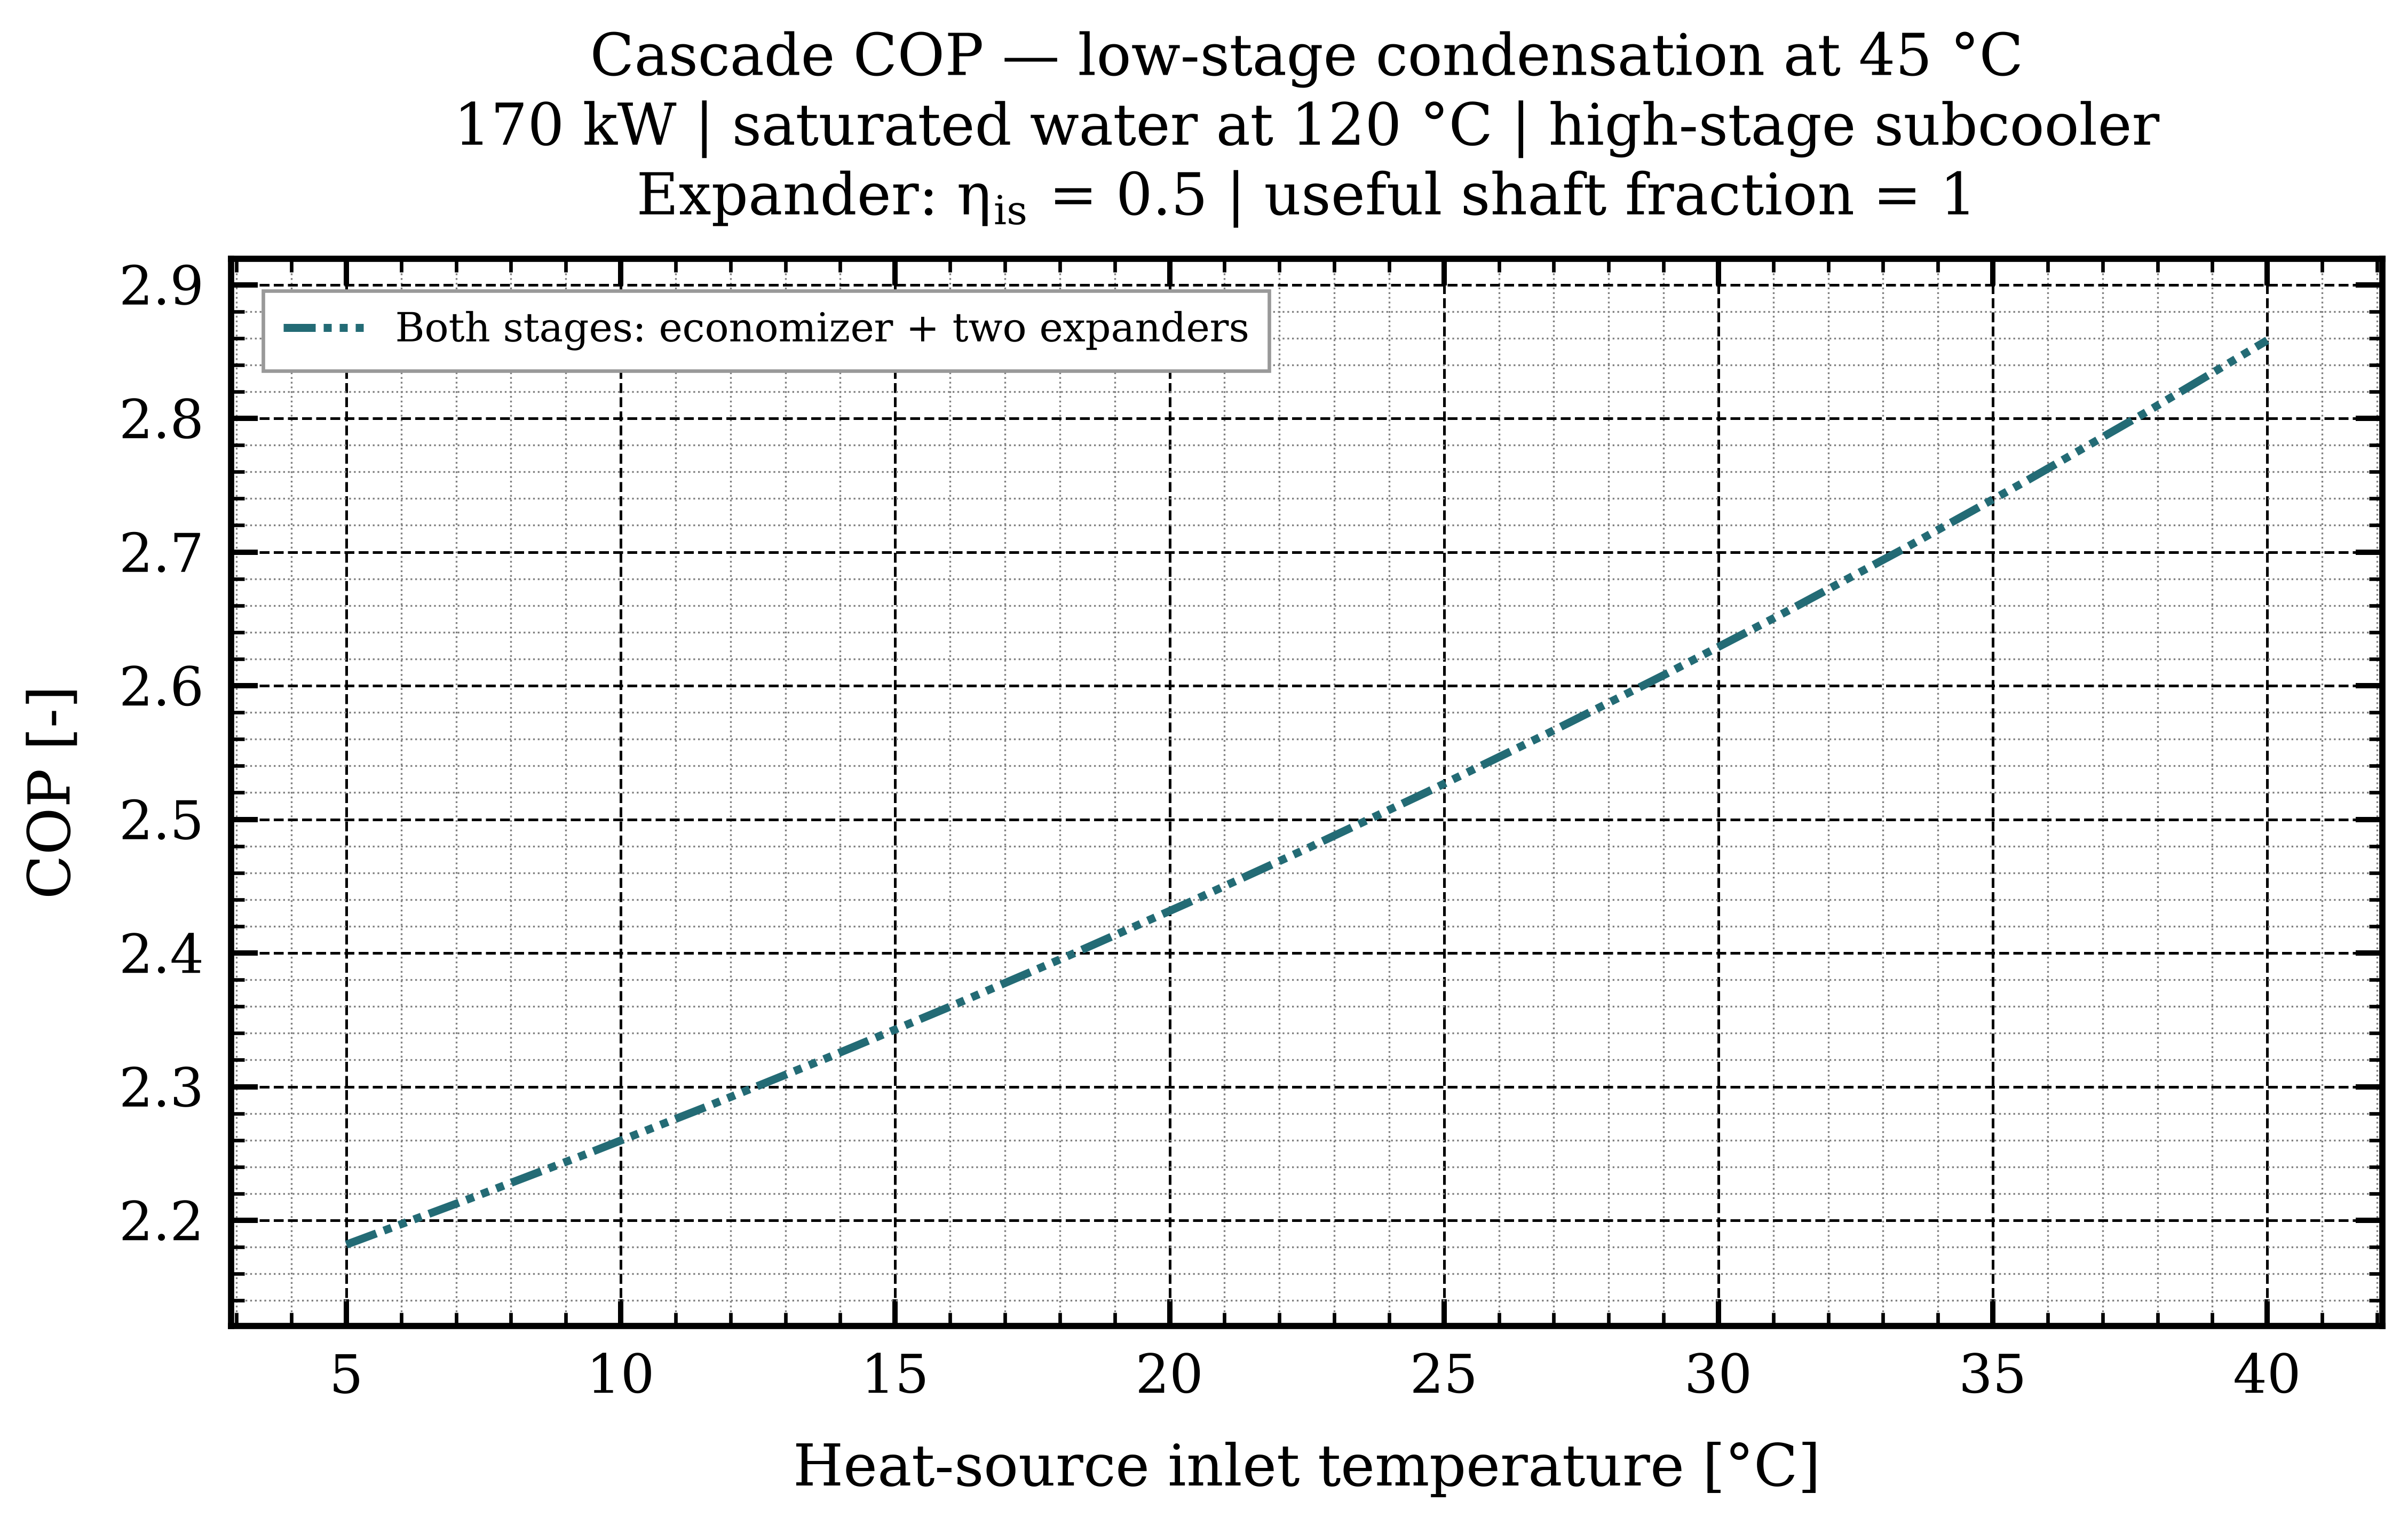 Cascade COP — low-stage condensation at 45 °C
170 kW | saturated water at 120 °C | high-stage subcooler
Expander: ηis = 0.5 | useful shaft fraction = 1
Both stages: economizer + two expanders
2.9
2.8
2.7
2.6
2.5
2.4
2.3
2.2
COP [-]
5 10 15 20 25 30 35 40
Heat-source inlet temperature [°C]